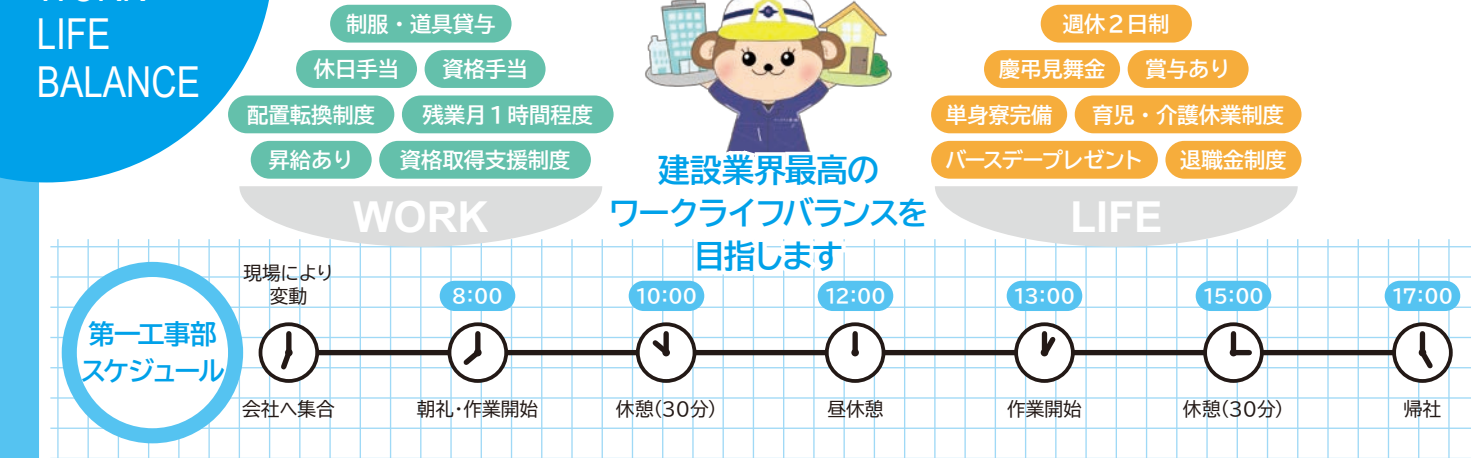 LIFE
BALANCE
制服・道具貸与
休日手当
資格手当
配置転換制度
残業月1時間程度
昇給あり
資格取得支援制度
WORK
建設業界最高の
ワークライフバランスを
目指します
週休2日制
慶弔見舞金
賞与あり
単身寮完備
育児・介護休業制度
バースデープレゼント
退職金制度
LIFE
第一工事部
スケジュール
現場により
変動
会社へ集合
8:00
朝礼・作業開始
10:00
休憩(30分)
12:00
昼休憩
13:00
作業開始
15:00
休憩(30分)
17:00
帰社